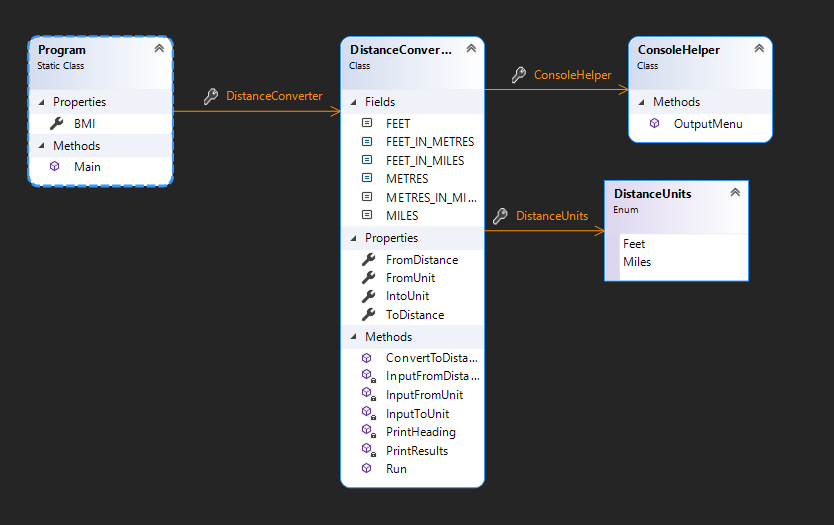 Program
Static Class
Properties
BMI
Methods
Main
DistanceConverter
DistanceConver...
Class
Fields
FEET
FEET_IN_METRES
FEET_IN_MILES
METRES
METRES_IN_MI...
MILES
Properties
FromDistance
FromUnit
IntoUnit
ToDistance
Methods
ConvertToDista...
InputFromDista...
InputFromUnit
InputToUnit
PrintHeading
PrintResults
Run
ConsoleHelper
ConsoleHelper
Class
Methods
OutputMenu
DistanceUnits
DistanceUnits
Enum
Feet
Miles